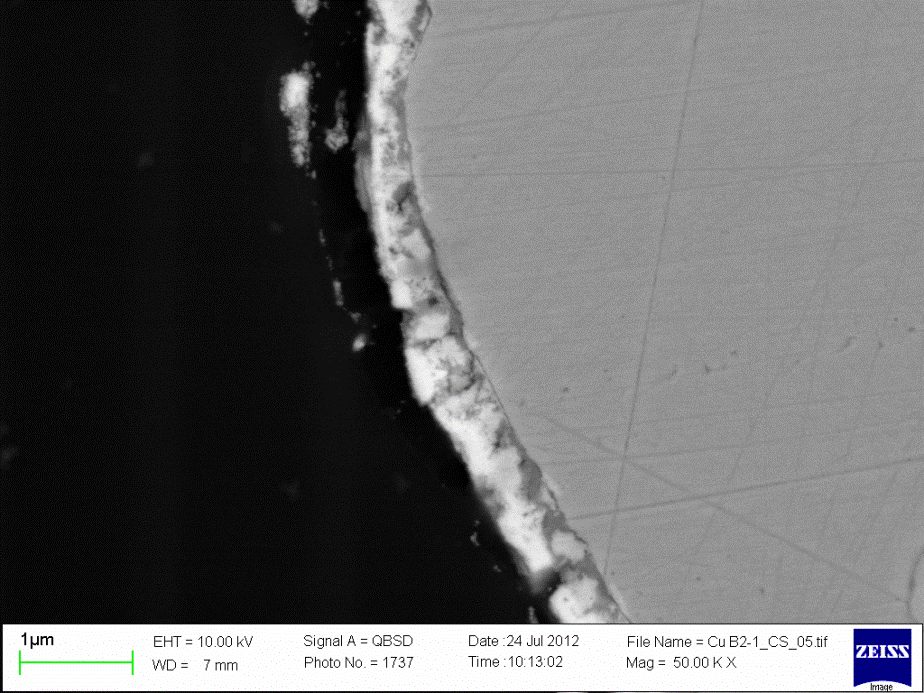 1µm
EHT = 10.00 kV Signal A = QBSD Date :24 Jul 2012 File Name = Cu B2-1_CS_05.tif
WD = 7 mm Photo No. = 1737 Time :10:13:02 Mag = 50.00 K X
ZEISS
Image